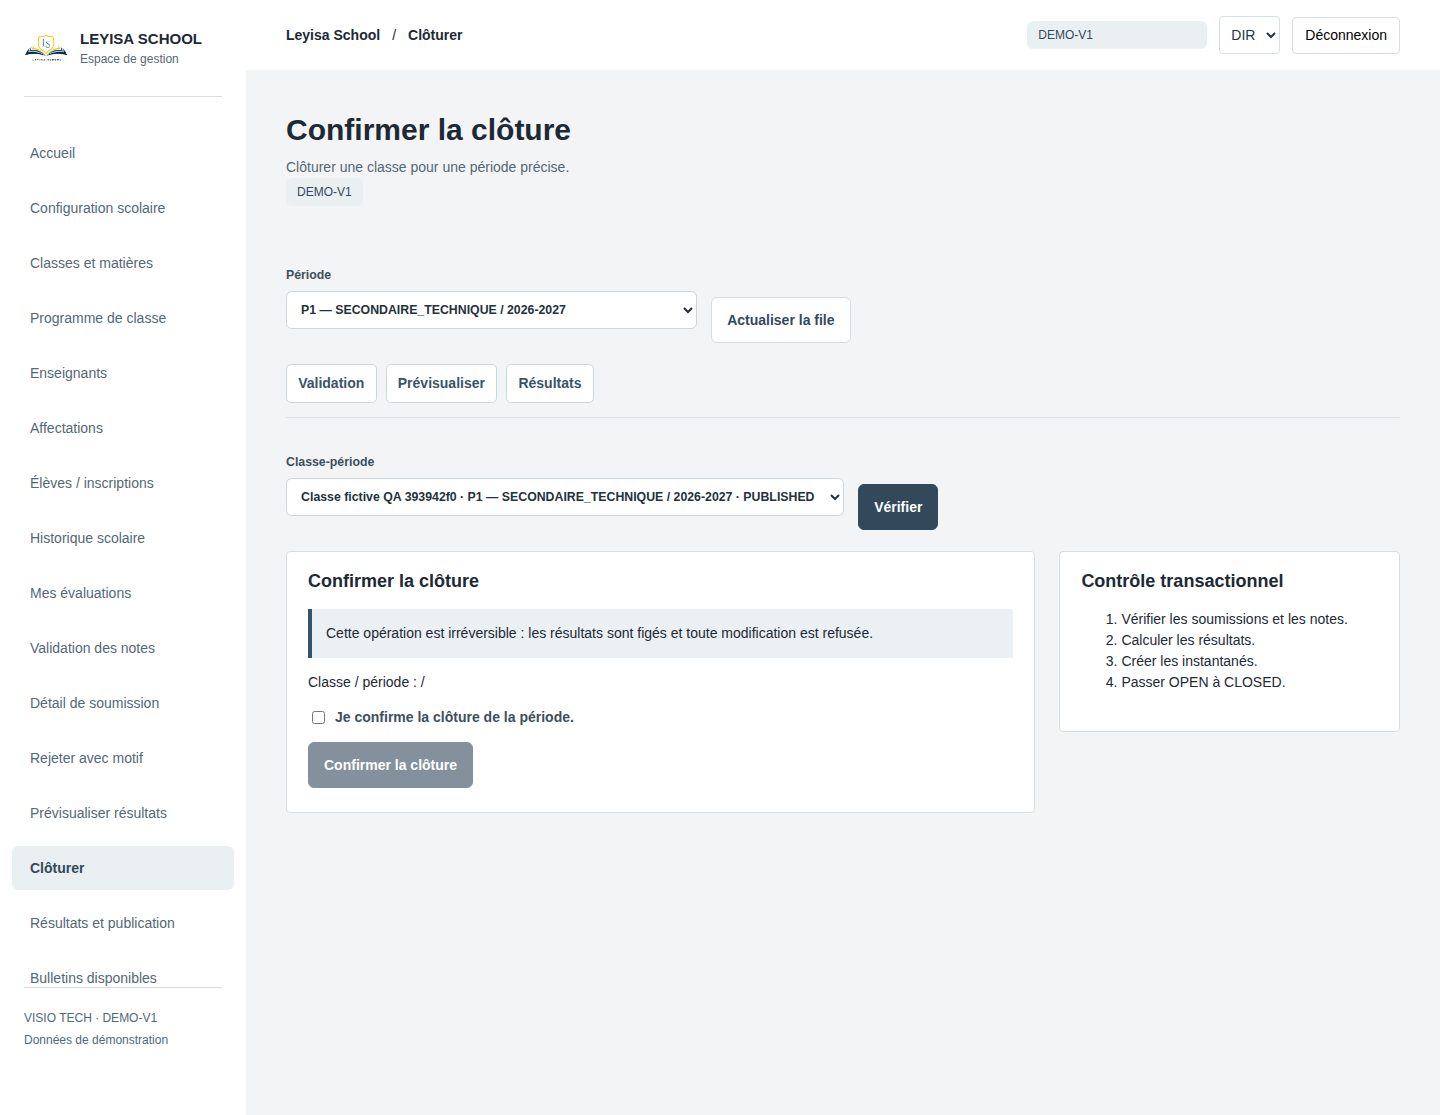 LEYISA SCHOOL
Espace de gestion
Leyisa School / Clôturer
DEMO-V1
DIR
Déconnexion
Accueil
Configuration scolaire
Classes et matières
Programme de classe
Enseignants
Affectations
Élèves / inscriptions
Historique scolaire
Mes évaluations
Validation des notes
Détail de soumission
Rejeter avec motif
Prévisualiser résultats
Clôturer
Résultats et publication
Bulletins disponibles
VISIO TECH · DEMO-V1
Données de démonstration
Confirmer la clôture
Clôturer une classe pour une période précise.
DEMO-V1
Période
P1 — SECONDAIRE_TECHNIQUE / 2026-2027
Actualiser la file
Validation
Prévisualiser
Résultats
Classe-période
Classe fictive QA 393942f0 · P1 — SECONDAIRE_TECHNIQUE / 2026-2027 · PUBLISHED
Vérifier
Confirmer la clôture
Cette opération est irréversible : les résultats sont figés et toute modification est refusée.
Classe / période : /
Je confirme la clôture de la période.
Confirmer la clôture
Contrôle transactionnel
1. Vérifier les soumissions et les notes.
2. Calculer les résultats.
3. Créer les instantanés.
4. Passer OPEN à CLOSED.